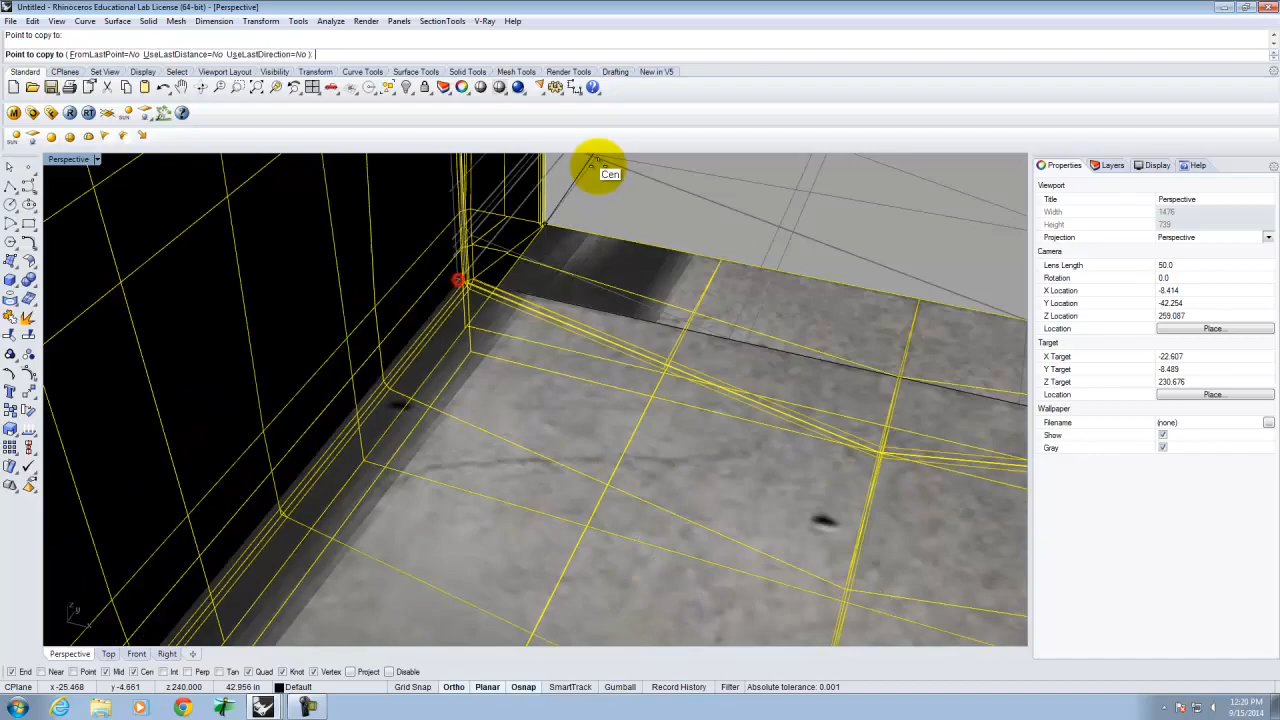 Untitled - Rhinoceros Educational Lab License (64-bit) - [Perspective]
File Edit View Curve Surface Solid Mesh Dimension Transform Tools Analyze Render Panels SectionTools V-Ray Help
Point to copy to:
Point to copy to ( FromLastPoint=No UseLastDistance=No UseLastDirection=No ):
Standard CPlanes Set View Display Select Viewport Layout Visibility Transform Curve Tools Surface Tools Solid Tools Mesh Tools Render Tools Drafting New in V5
M R RT ?
SUN
Perspective
Cen
Properties Layers Display Help
Viewport
Title Perspective
Width 1476
Height 739
Projection Perspective
Camera
Lens Length 50.0
Rotation 0.0
X Location -8.414
Y Location -42.254
Z Location 259.087
Location Place...
Target
X Target -22.607
Y Target -8.489
Z Target 230.676
Location Place...
Wallpaper
Filename (none)
Show
Gray
z y x
Perspective Top Front Right
End Near Point Mid Cen Int Perp Tan Quad Knot Vertex Project Disable
CPlane x -25.468 y -4.661 z 240.000 42.956 in Default Grid Snap Ortho Planar Osnap SmartTrack Gumball Record History Filter Absolute tolerance: 0.001
12:20 PM
9/15/2014